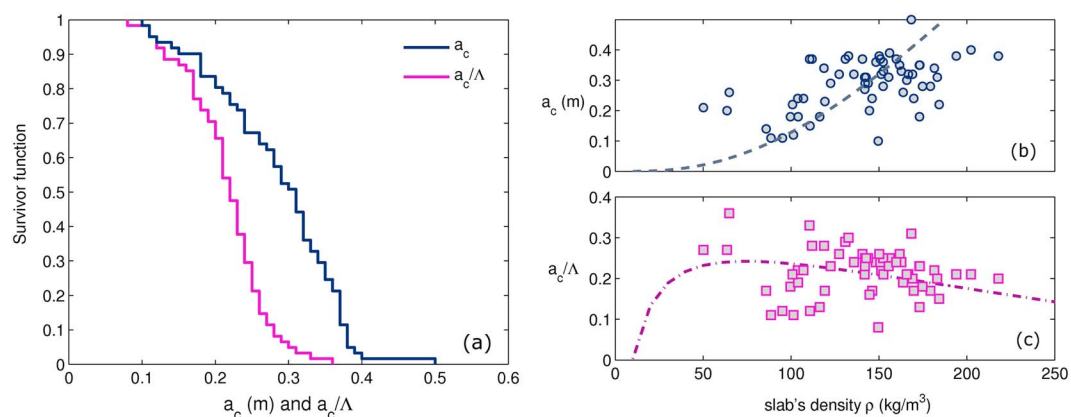 1
0.9
0.8
0.7
0.6
0.5
0.4
0.3
0.2
0.1
0
Survivor function
a_c
a_c/Λ
(a)
0 0.1 0.2 0.3 0.4 0.5 0.6
a_c (m) and a_c/Λ
0.4
0.3
0.2
0.1
0
a_c (m)
(b)
0.4
0.3
0.2
0.1
0
a_c/Λ
(c)
0 50 100 150 200 250
slab's density ρ (kg/m³)